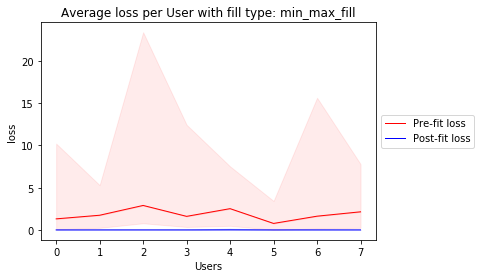 Average loss per User with fill type: min_max_fill
loss
20
15
10
5
0
0 1 2 3 4 5 6 7
Users
Pre-fit loss
Post-fit loss